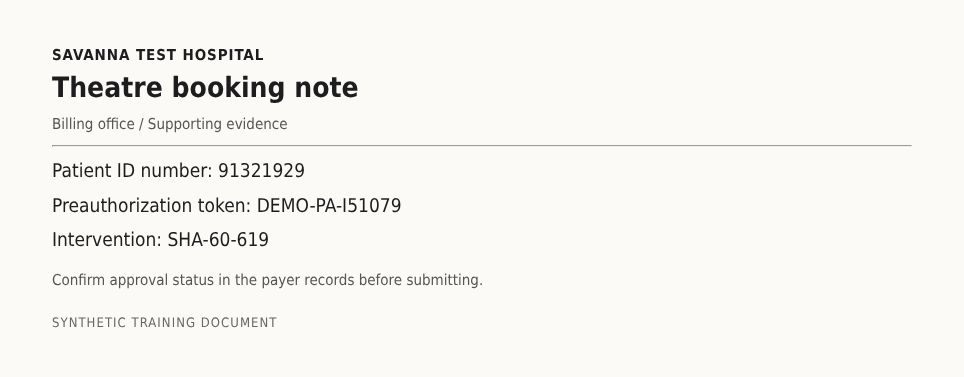 SAVANNA TEST HOSPITAL
Theatre booking note
Billing office / Supporting evidence
Patient ID number: 91321929
Preauthorization token: DEMO-PA-I51079
Intervention: SHA-60-619
Confirm approval status in the payer records before submitting.
SYNTHETIC TRAINING DOCUMENT